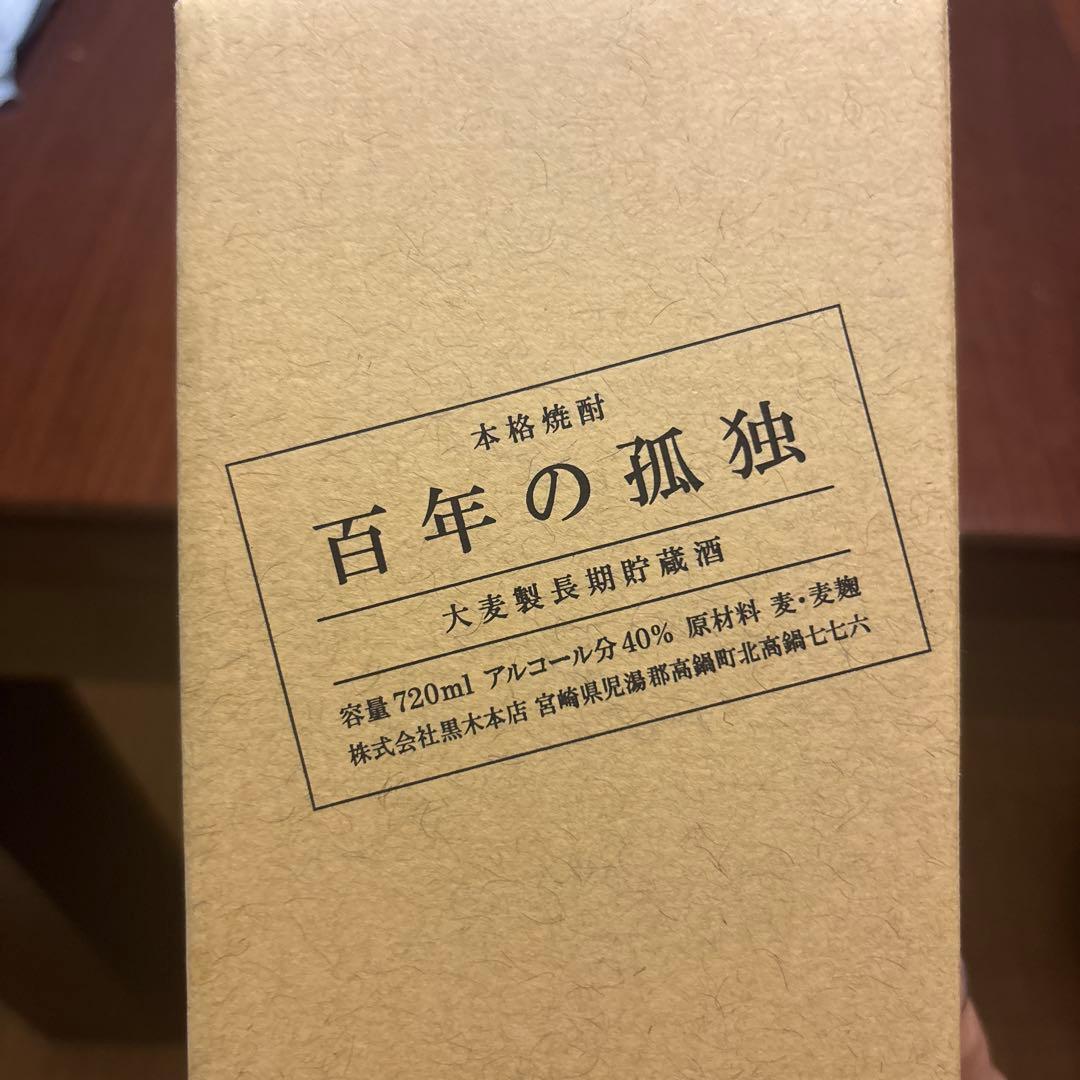 本格焼酎
百年の孤独
大麦製長期貯蔵酒
容量720ml アルコール分40% 原材料 麦・麦麹
株式会社黒木本店 宮崎県児湯郡高鍋町北高鍋七七六